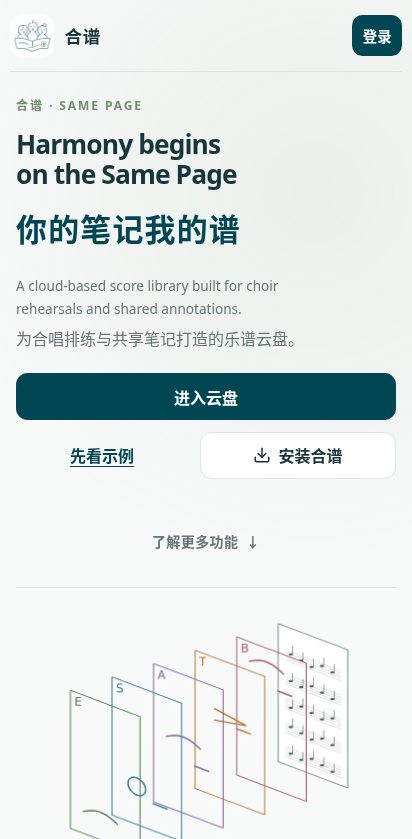 合谱
登录
合谱 · SAME PAGE
Harmony begins
on the Same Page
你的笔记我的谱
A cloud-based score library built for choir
rehearsals and shared annotations.
为合唱排练与共享笔记打造的乐谱云盘。
进入云盘
先看示例
安装合谱
了解更多功能 ↓
B
T
A
S
E